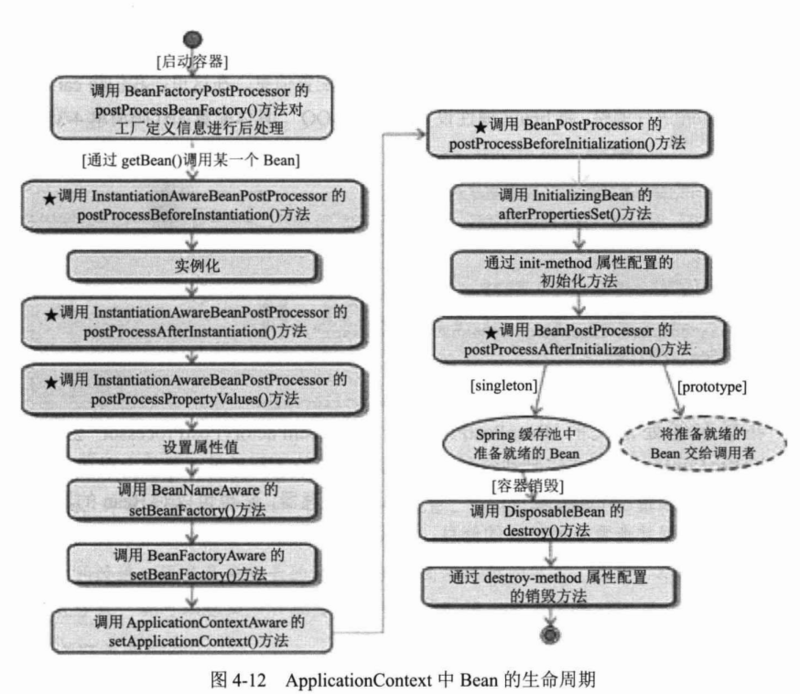 [启动容器]
调用 BeanFactoryPostProcessor 的
postProcessBeanFactory()方法对
工厂定义信息进行后处理
[通过 getBean()调用某一个 Bean]
★调用 InstantiationAwareBeanPostProcessor 的
postProcessBeforeInstantiation()方法
实例化
★调用 InstantiationAwareBeanPostProcessor 的
postProcessAfterInstantiation()方法
★调用 InstantiationAwareBeanPostProcessor 的
postProcessPropertyValues()方法
设置属性值
调用 BeanNameAware 的
setBeanFactory()方法
调用 BeanFactoryAware 的
setBeanFactory()方法
调用 ApplicationContextAware 的
setApplicationContext()方法
★调用 BeanPostProcessor 的
postProcessBeforeInitialization()方法
调用 InitializingBean 的
afterPropertiesSet()方法
通过 init-method 属性配置的
初始化方法
★调用 BeanPostProcessor 的
postProcessAfterInitialization()方法
[singleton]
[prototype]
Spring 缓存池中
准备就绪的 Bean
将准备就绪的
Bean 交给调用者
[容器销毁]
调用 DisposableBean 的
destroy()方法
通过 destroy-method 属性配置
的销毁方法
图 4-12 ApplicationContext 中 Bean 的生命周期